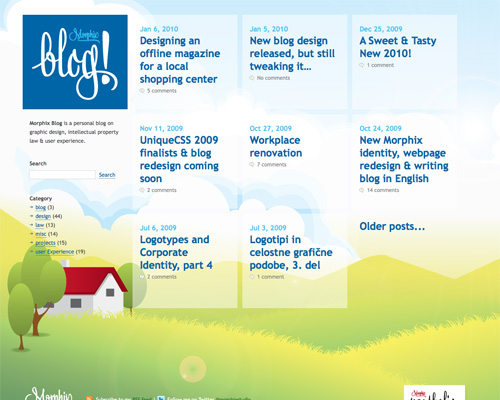 Morphix
blog!
Morphix Blog is a personal blog on
graphic design, intellectual property
law & user experience.
Search
Search
Category
blog (3)
design (44)
law (13)
misc (14)
projects (15)
user Experience (19)
Jan 6, 2010
Designing an
offline magazine
for a local
shopping center
5 comments
Jan 5, 2010
New blog design
released, but still
tweaking it...
No comments
Dec 25, 2009
A Sweet & Tasty
New 2010!
1 comment
Nov 11, 2009
UniqueCSS 2009
finalists & blog
redesign coming
soon
2 comments
Oct 27, 2009
Workplace
renovation
7 comments
Oct 24, 2009
New Morphix
identity, webpage
redesign & writing
blog in English
14 comments
Jul 6, 2009
Logotypes and
Corporate
Identity, part 4
2 comments
Jul 3, 2009
Logotipi in
celostne grafične
podobe, 3. del
1 comment
Older posts...
Morphix